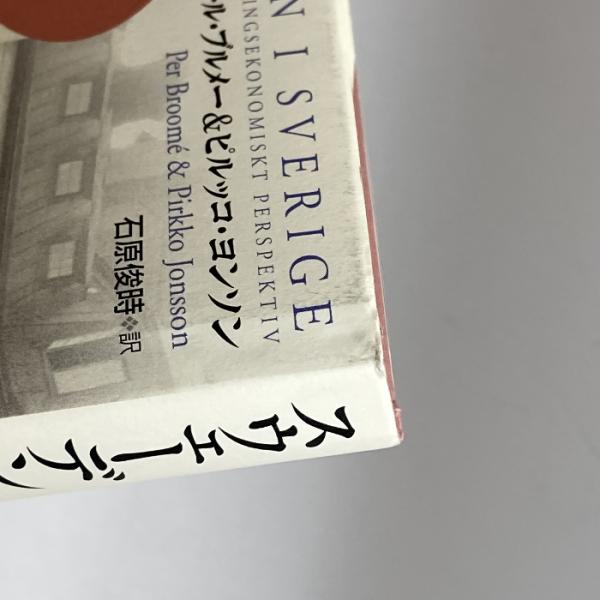 N I SVERIGE
INGSEKONOMISKT PERSPEKTIV
ール・ブルメー&ピルッコ・ヨンソン
Per Broomé & Pirkko Jonsson
石原俊時❖訳
スウェーデン